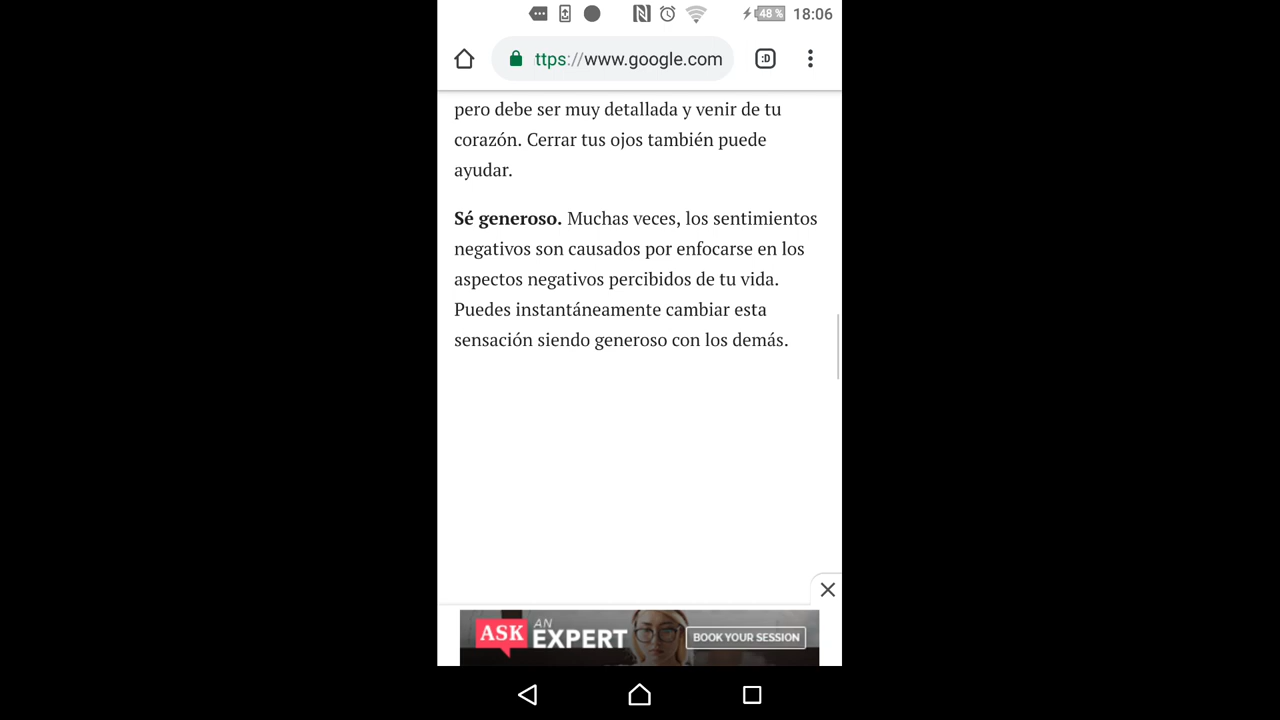 48 %
18:06
ttps://www.google.com
:D
pero debe ser muy detallada y venir de tu
corazón. Cerrar tus ojos también puede
ayudar.
Sé generoso. Muchas veces, los sentimientos
negativos son causados por enfocarse en los
aspectos negativos percibidos de tu vida.
Puedes instantáneamente cambiar esta
sensación siendo generoso con los demás.
ASK
AN
EXPERT
BOOK YOUR SESSION